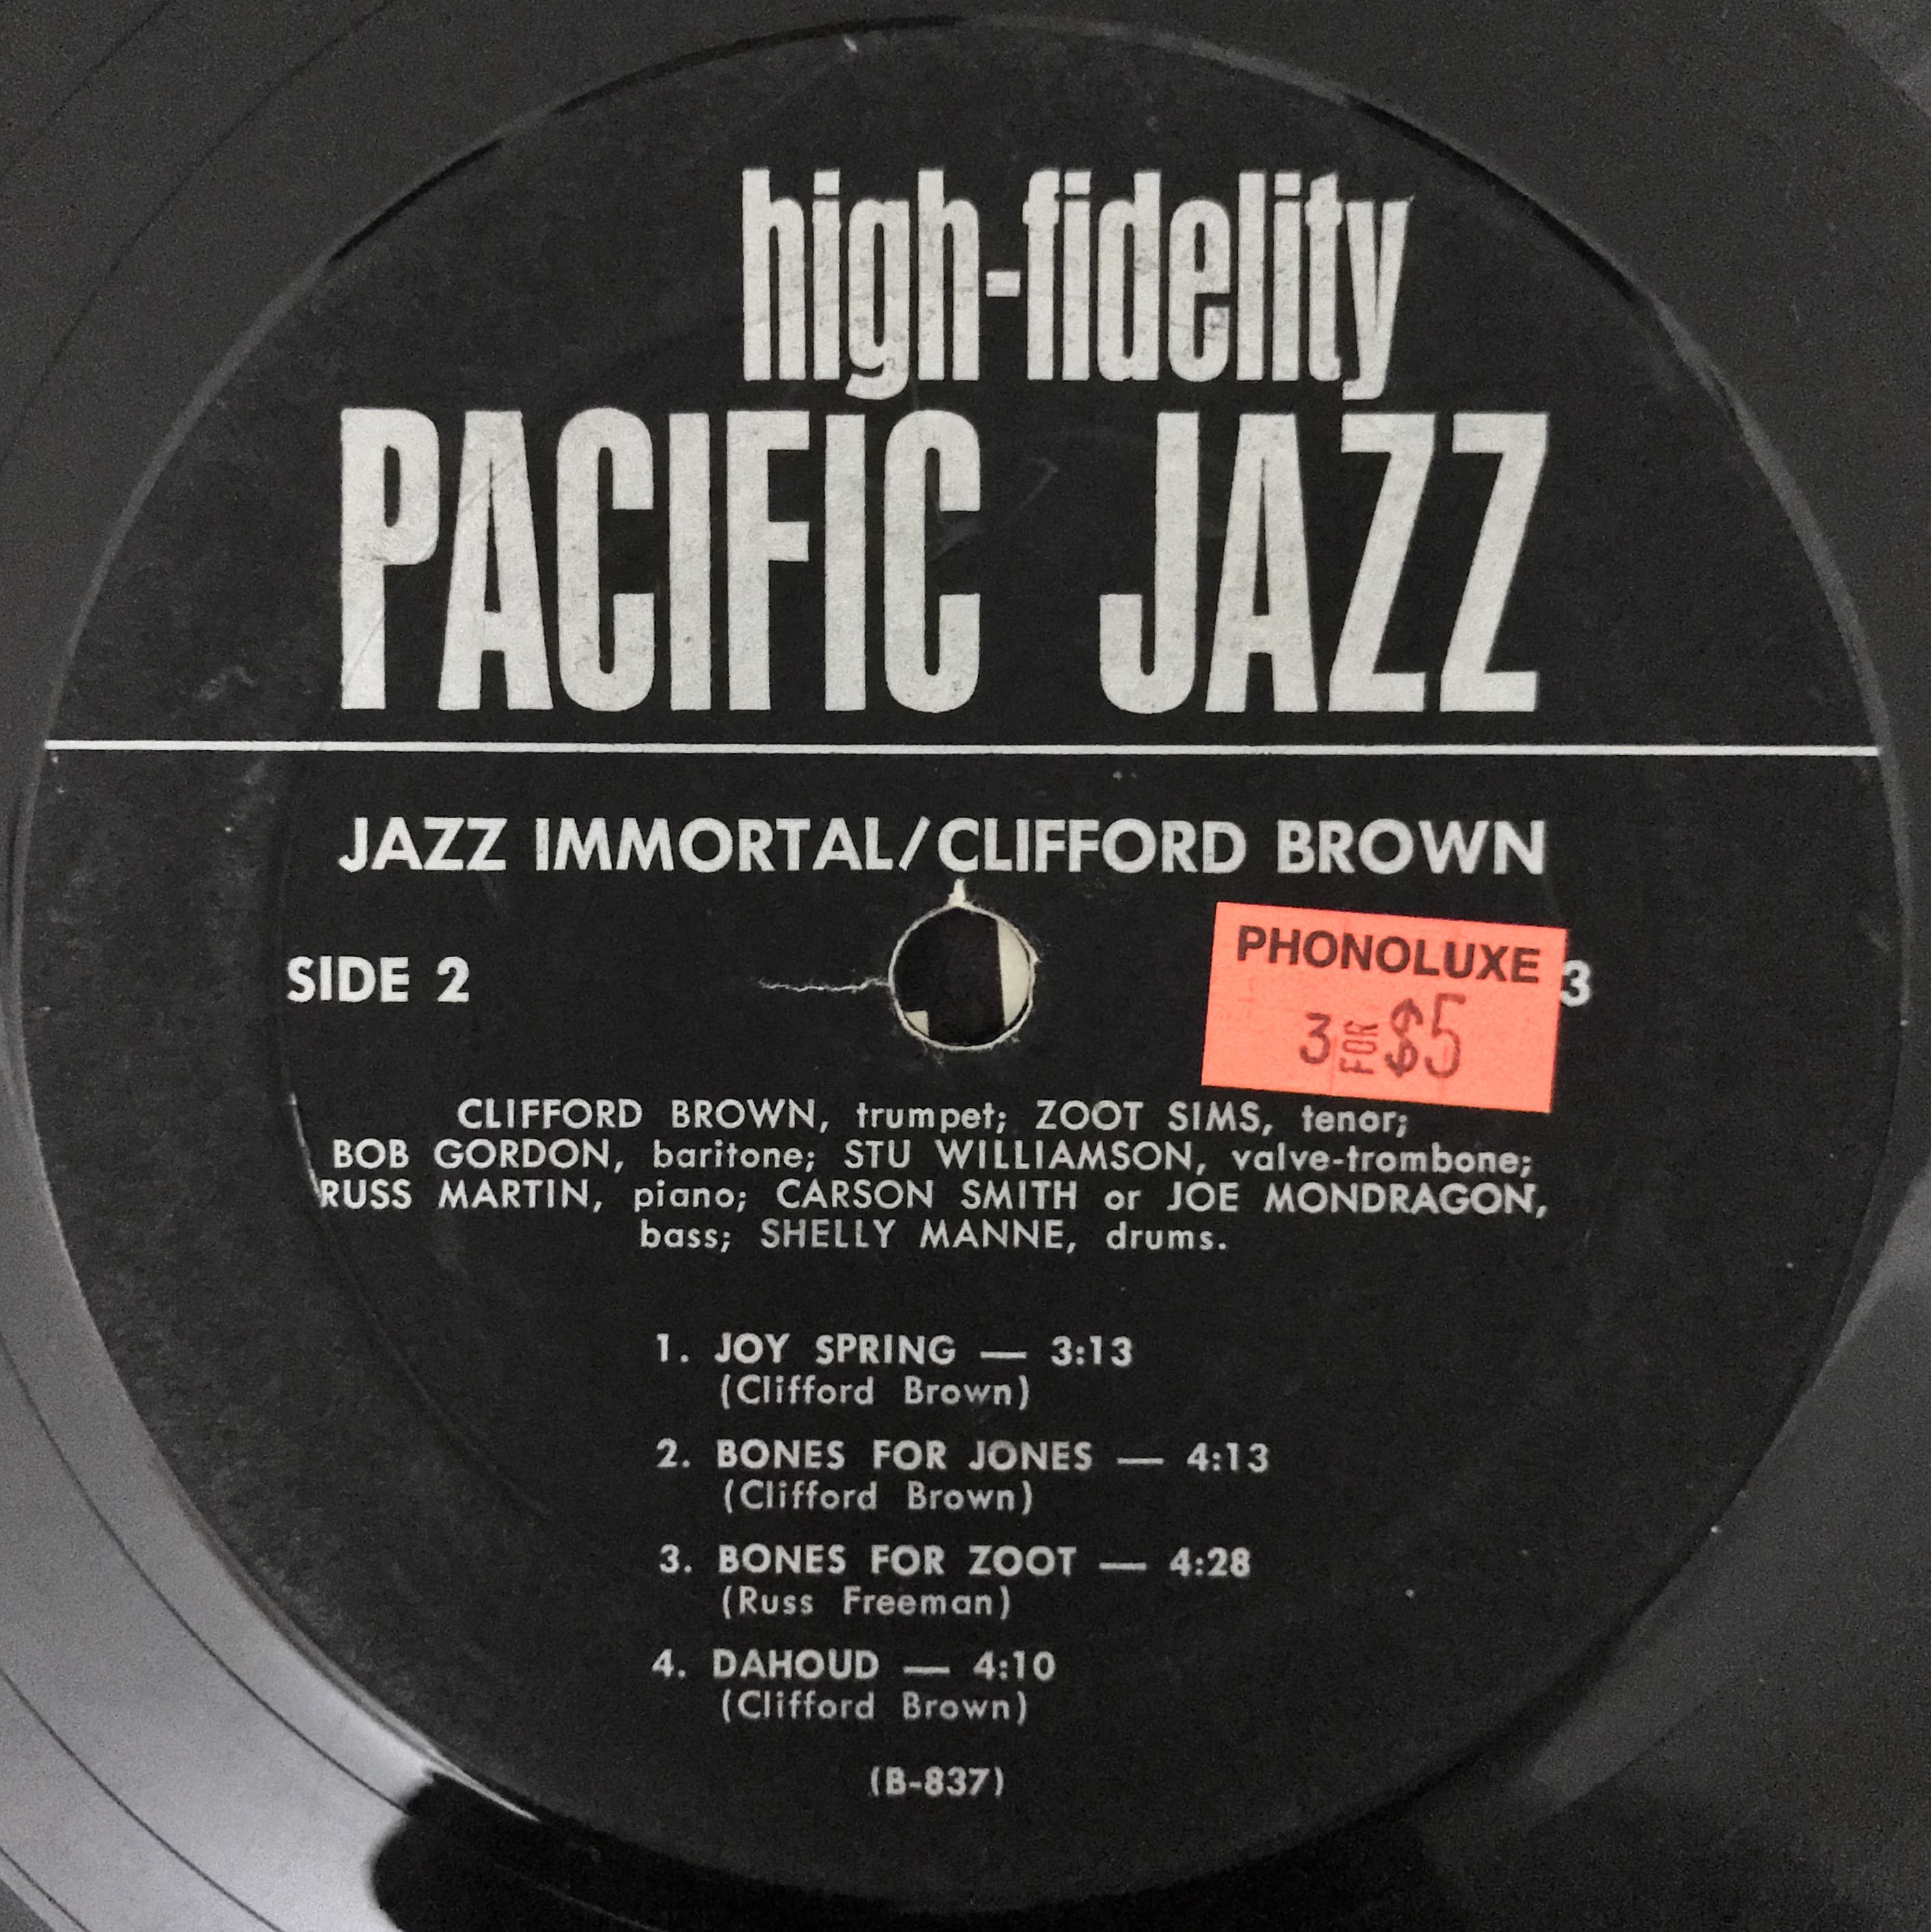 high-fidelity
PACIFIC JAZZ
JAZZ IMMORTAL/CLIFFORD BROWN
SIDE 2
PHONOLUXE
3 FOR $5
3
CLIFFORD BROWN, trumpet; ZOOT SIMS, tenor;
BOB GORDON, baritone; STU WILLIAMSON, valve-trombone;
RUSS MARTIN, piano; CARSON SMITH or JOE MONDRAGON,
bass; SHELLY MANNE, drums.
1. JOY SPRING — 3:13
(Clifford Brown)
2. BONES FOR JONES — 4:13
(Clifford Brown)
3. BONES FOR ZOOT — 4:28
(Russ Freeman)
4. DAHOUD — 4:10
(Clifford Brown)
(B-837)